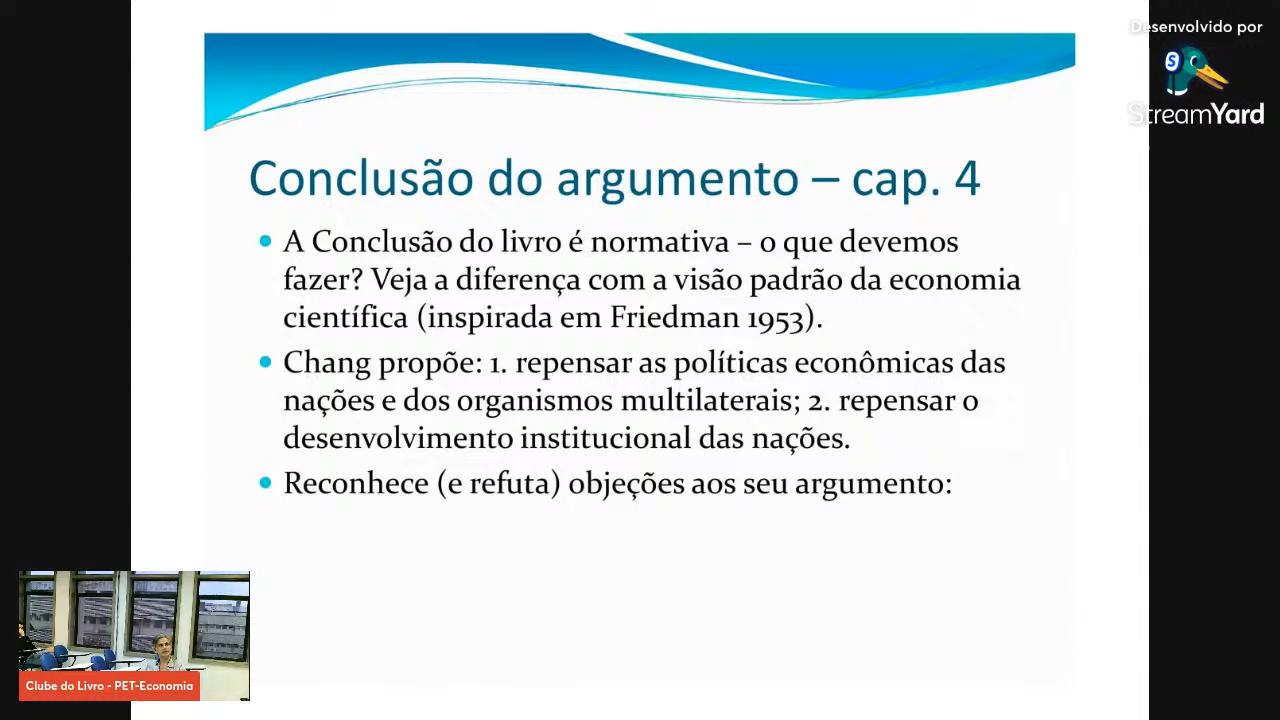 Desenvolvido por
StreamYard
Conclusão do argumento – cap. 4
• A Conclusão do livro é normativa – o que devemos
fazer? Veja a diferença com a visão padrão da economia
científica (inspirada em Friedman 1953).
• Chang propõe: 1. repensar as políticas econômicas das
nações e dos organismos multilaterais; 2. repensar o
desenvolvimento institucional das nações.
• Reconhece (e refuta) objeções aos seu argumento:
Clube do Livro - PET-Economia